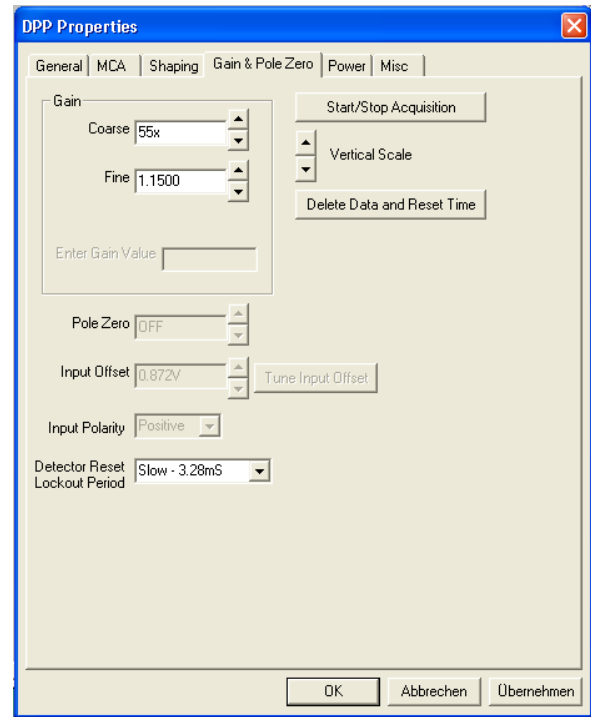 DPP Properties
General MCA Shaping Gain & Pole Zero Power Misc
Gain
Coarse 55x
Fine 1.1500
Enter Gain Value
Start/Stop Acquisition
Vertical Scale
Delete Data and Reset Time
Pole Zero OFF
Input Offset 0.872V Tune Input Offset
Input Polarity Positive
Detector Reset
Lockout Period
Slow - 3.28mS
OK Abbrechen Übernehmen